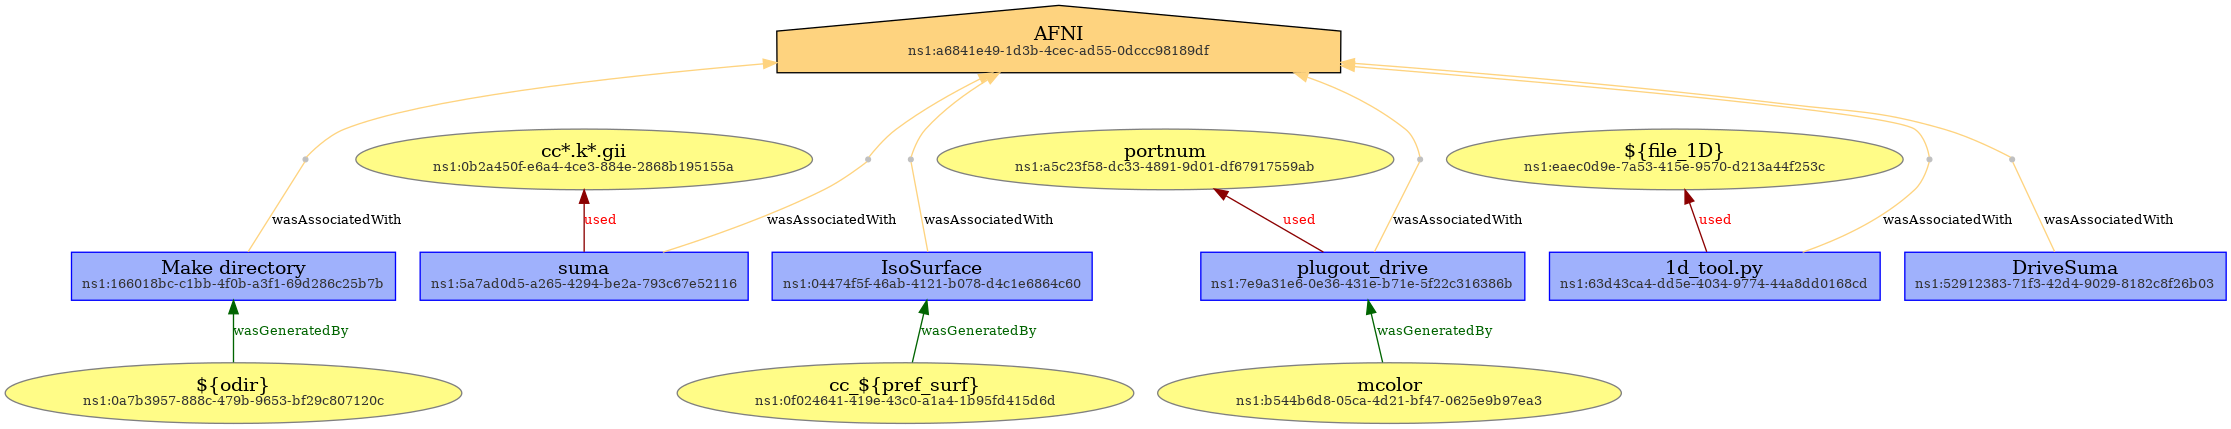 AFNI
ns1:a6841e49-1d3b-4cec-ad55-0dccc98189df
cc*.k*.gii
ns1:0b2a450f-e6a4-4ce3-884e-2868b195155a
portnum
ns1:a5c23f58-dc33-4891-9d01-df67917559ab
${file_1D}
ns1:eaec0d9e-7a53-415e-9570-d213a44f253c
wasAssociatedWith
used
wasAssociatedWith
wasAssociatedWith
used
wasAssociatedWith
used
wasAssociatedWith
wasAssociatedWith
Make directory
ns1:166018bc-c1bb-4f0b-a3f1-69d286c25b7b
suma
ns1:5a7ad0d5-a265-4294-be2a-793c67e52116
IsoSurface
ns1:04474f5f-46ab-4121-b078-d4c1e6864c60
plugout_drive
ns1:7e9a31e6-0e36-431e-b71e-5f22c316386b
1d_tool.py
ns1:63d43ca4-dd5e-4034-9774-44a8dd0168cd
DriveSuma
ns1:52912383-71f3-42d4-9029-8182c8f26b03
wasGeneratedBy
wasGeneratedBy
wasGeneratedBy
${odir}
ns1:0a7b3957-888c-479b-9653-bf29c807120c
cc_${pref_surf}
ns1:0f024641-419e-43c0-a1a4-1b95fd415d6d
mcolor
ns1:b544b6d8-05ca-4d21-bf47-0625e9b97ea3